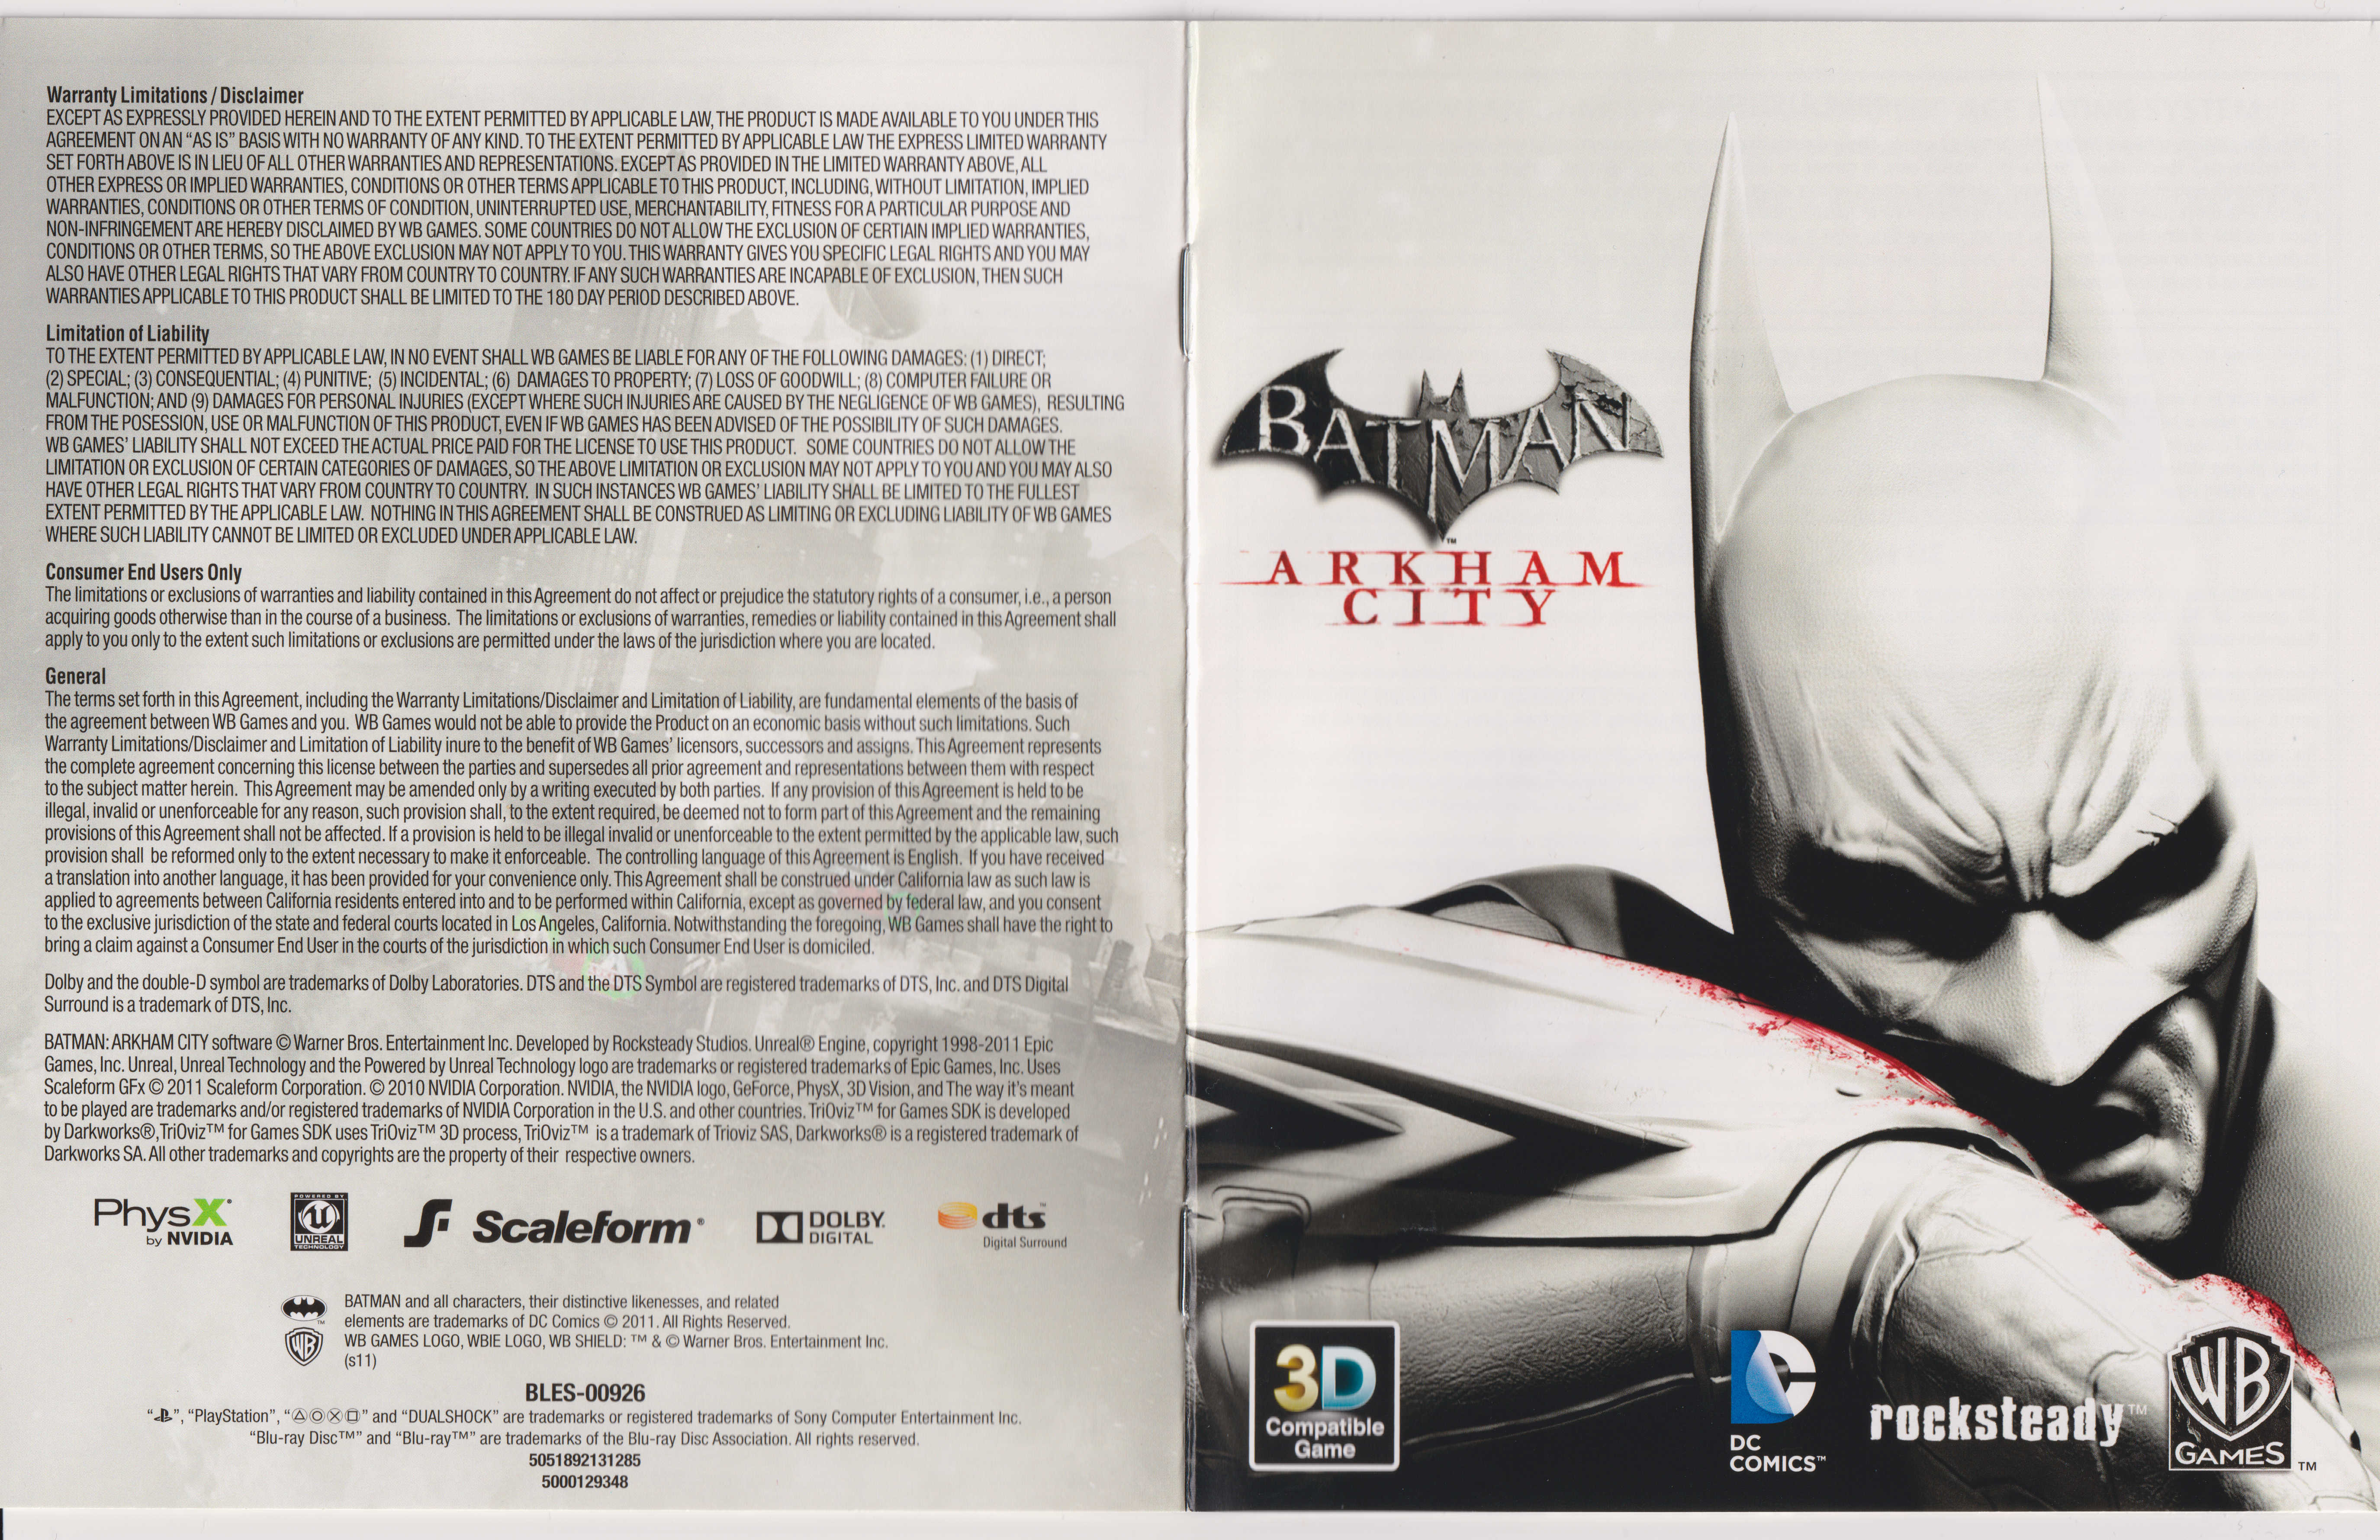 Warranty Limitations / Disclaimer
EXCEPT AS EXPRESSLY PROVIDED HEREIN AND TO THE EXTENT PERMITTED BY APPLICABLE LAW, THE PRODUCT IS MADE AVAILABLE TO YOU UNDER THIS
AGREEMENT ON AN “AS IS” BASIS WITH NO WARRANTY OF ANY KIND. TO THE EXTENT PERMITTED BY APPLICABLE LAW THE EXPRESS LIMITED WARRANTY
SET FORTH ABOVE IS IN LIEU OF ALL OTHER WARRANTIES AND REPRESENTATIONS. EXCEPT AS PROVIDED IN THE LIMITED WARRANTY ABOVE, ALL
OTHER EXPRESS OR IMPLIED WARRANTIES, CONDITIONS OR OTHER TERMS APPLICABLE TO THIS PRODUCT, INCLUDING, WITHOUT LIMITATION, IMPLIED
WARRANTIES, CONDITIONS OR OTHER TERMS OF CONDITION, UNINTERRUPTED USE, MERCHANTABILITY, FITNESS FOR A PARTICULAR PURPOSE AND
NON-INFRINGEMENT ARE HEREBY DISCLAIMED BY WB GAMES. SOME COUNTRIES DO NOT ALLOW THE EXCLUSION OF CERTIAIN IMPLIED WARRANTIES,
CONDITIONS OR OTHER TERMS, SO THE ABOVE EXCLUSION MAY NOT APPLY TO YOU. THIS WARRANTY GIVES YOU SPECIFIC LEGAL RIGHTS AND YOU MAY
ALSO HAVE OTHER LEGAL RIGHTS THAT VARY FROM COUNTRY TO COUNTRY. IF ANY SUCH WARRANTIES ARE INCAPABLE OF EXCLUSION, THEN SUCH
WARRANTIES APPLICABLE TO THIS PRODUCT SHALL BE LIMITED TO THE 180 DAY PERIOD DESCRIBED ABOVE.
Limitation of Liability
TO THE EXTENT PERMITTED BY APPLICABLE LAW, IN NO EVENT SHALL WB GAMES BE LIABLE FOR ANY OF THE FOLLOWING DAMAGES: (1) DIRECT;
(2) SPECIAL; (3) CONSEQUENTIAL; (4) PUNITIVE; (5) INCIDENTAL; (6) DAMAGES TO PROPERTY; (7) LOSS OF GOODWILL; (8) COMPUTER FAILURE OR
MALFUNCTION; AND (9) DAMAGES FOR PERSONAL INJURIES (EXCEPT WHERE SUCH INJURIES ARE CAUSED BY THE NEGLIGENCE OF WB GAMES), RESULTING
FROM THE POSESSION, USE OR MALFUNCTION OF THIS PRODUCT, EVEN IF WB GAMES HAS BEEN ADVISED OF THE POSSIBILITY OF SUCH DAMAGES.
WB GAMES’ LIABILITY SHALL NOT EXCEED THE ACTUAL PRICE PAID FOR THE LICENSE TO USE THIS PRODUCT. SOME COUNTRIES DO NOT ALLOW THE
LIMITATION OR EXCLUSION OF CERTAIN CATEGORIES OF DAMAGES, SO THE ABOVE LIMITATION OR EXCLUSION MAY NOT APPLY TO YOU AND YOU MAY ALSO
HAVE OTHER LEGAL RIGHTS THAT VARY FROM COUNTRY TO COUNTRY. IN SUCH INSTANCES WB GAMES’ LIABILITY SHALL BE LIMITED TO THE FULLEST
EXTENT PERMITTED BY THE APPLICABLE LAW. NOTHING IN THIS AGREEMENT SHALL BE CONSTRUED AS LIMITING OR EXCLUDING LIABILITY OF WB GAMES
WHERE SUCH LIABILITY CANNOT BE LIMITED OR EXCLUDED UNDER APPLICABLE LAW.
Consumer End Users Only
The limitations or exclusions of warranties and liability contained in this Agreement do not affect or prejudice the statutory rights of a consumer, i.e., a person
acquiring goods otherwise than in the course of a business. The limitations or exclusions of warranties, remedies or liability contained in this Agreement shall
apply to you only to the extent such limitations or exclusions are permitted under the laws of the jurisdiction where you are located.
General
The terms set forth in this Agreement, including the Warranty Limitations/Disclaimer and Limitation of Liability, are fundamental elements of the basis of
the agreement between WB Games and you. WB Games would not be able to provide the Product on an economic basis without such limitations. Such
Warranty Limitations/Disclaimer and Limitation of Liability inure to the benefit of WB Games’ licensors, successors and assigns. This Agreement represents
the complete agreement concerning this license between the parties and supersedes all prior agreement and representations between them with respect
to the subject matter herein. This Agreement may be amended only by a writing executed by both parties. If any provision of this Agreement is held to be
illegal, invalid or unenforceable for any reason, such provision shall, to the extent required, be deemed not to form part of this Agreement and the remaining
provisions of this Agreement shall not be affected. If a provision is held to be illegal invalid or unenforceable to the extent permitted by the applicable law, such
provision shall be reformed only to the extent necessary to make it enforceable. The controlling language of this Agreement is English. If you have received
a translation into another language, it has been provided for your convenience only. This Agreement shall be construed under California law as such law is
applied to agreements between California residents entered into and to be performed within California, except as governed by federal law, and you consent
to the exclusive jurisdiction of the state and federal courts located in Los Angeles, California. Notwithstanding the foregoing, WB Games shall have the right to
bring a claim against a Consumer End User in the courts of the jurisdiction in which such Consumer End User is domiciled.
Dolby and the double-D symbol are trademarks of Dolby Laboratories. DTS and the DTS Symbol are registered trademarks of DTS, Inc. and DTS Digital
Surround is a trademark of DTS, Inc.
BATMAN: ARKHAM CITY software © Warner Bros. Entertainment Inc. Developed by Rocksteady Studios. Unreal® Engine, copyright 1998-2011 Epic
Games, Inc. Unreal, Unreal Technology and the Powered by Unreal Technology logo are trademarks or registered trademarks of Epic Games, Inc. Uses
Scaleform GFx © 2011 Scaleform Corporation. © 2010 NVIDIA Corporation. NVIDIA, the NVIDIA logo, GeForce, PhysX, 3D Vision, and The way it’s meant
to be played are trademarks and/or registered trademarks of NVIDIA Corporation in the U.S. and other countries. TriOviz™ for Games SDK is developed
by Darkworks®, TriOviz™ for Games SDK uses TriOviz™ 3D process, TriOviz™ is a trademark of Trioviz SAS, Darkworks® is a registered trademark of
Darkworks SA. All other trademarks and copyrights are the property of their respective owners.
PhysX®
by NVIDIA
POWERED BY
UNREAL
TECHNOLOGY
Scaleform®
DOLBY
DIGITAL
dts™
Digital Surround
BATMAN and all characters, their distinctive likenesses, and related
elements are trademarks of DC Comics © 2011. All Rights Reserved.
WB GAMES LOGO, WBIE LOGO, WB SHIELD: ™ & © Warner Bros. Entertainment Inc.
(s11)
BLES-00926
“PS”, “PlayStation”, “△○✕□” and “DUALSHOCK” are trademarks or registered trademarks of Sony Computer Entertainment Inc.
“Blu-ray Disc™” and “Blu-ray™” are trademarks of the Blu-ray Disc Association. All rights reserved.
5051892131285
5000129348
BATMAN™
ARKHAM
CITY
3D
Compatible
Game
DC
DC
COMICS™
rocksteady™
WB
GAMES™